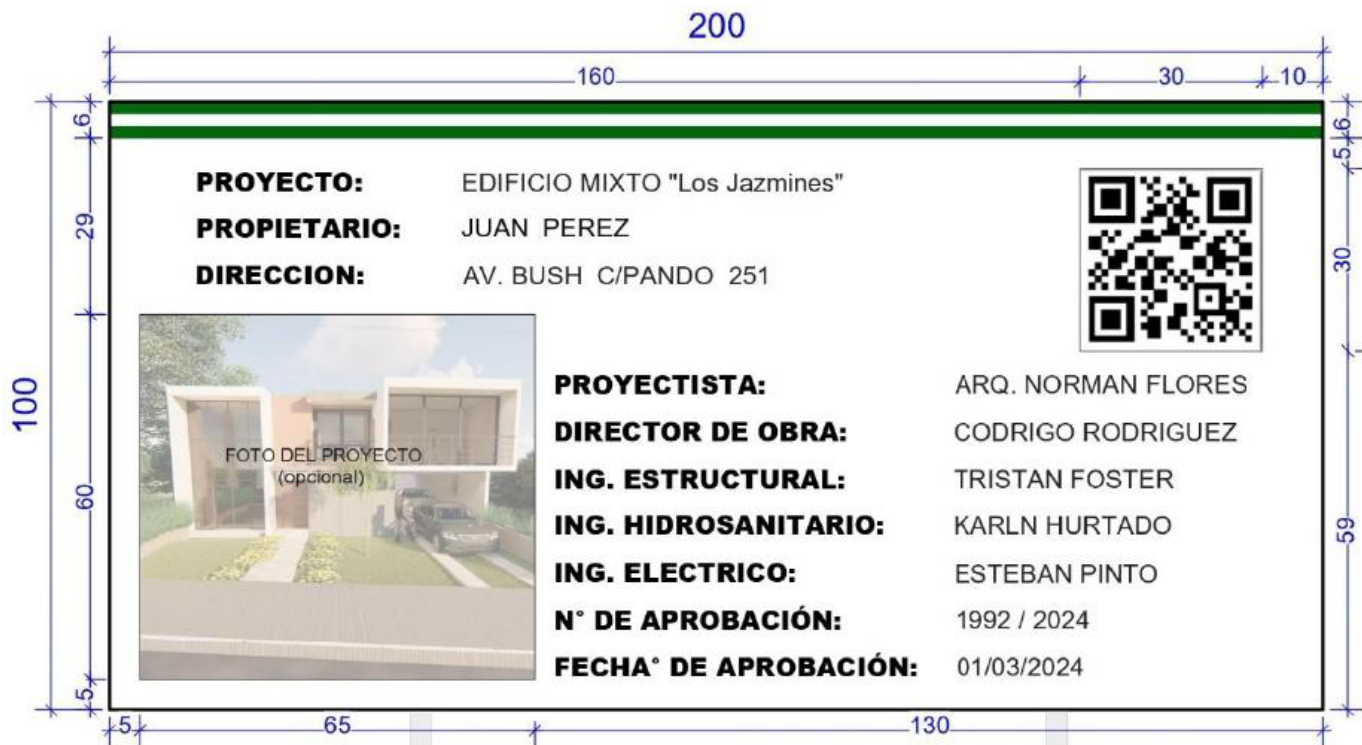 200
160 30 10
6 6
5
PROYECTO: EDIFICIO MIXTO "Los Jazmines"
PROPIETARIO: JUAN  PEREZ
DIRECCION: AV. BUSH  C/PANDO  251
29
30
100
FOTO DEL PROYECTO
(opcional)
60
PROYECTISTA: ARQ. NORMAN FLORES
DIRECTOR DE OBRA: CODRIGO RODRIGUEZ
ING. ESTRUCTURAL: TRISTAN FOSTER
ING. HIDROSANITARIO: KARLN HURTADO
ING. ELECTRICO: ESTEBAN PINTO
N° DE APROBACIÓN: 1992 / 2024
FECHA° DE APROBACIÓN: 01/03/2024
59
5
5 65 130